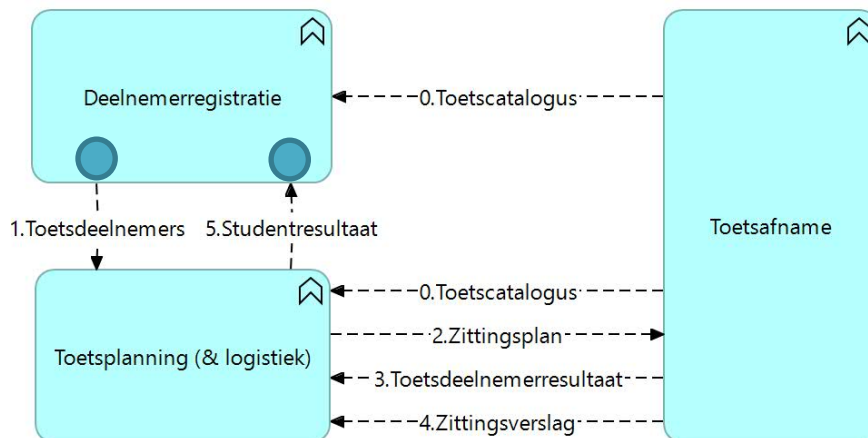 Deelnemerregistratie
0.Toetscatalogus
Toetsafname
1.Toetsdeelnemers
5.Studentresultaat
0.Toetscatalogus
2.Zittingsplan
Toetsplanning (& logistiek)
3.Toetsdeelnemerresultaat
4.Zittingsverslag